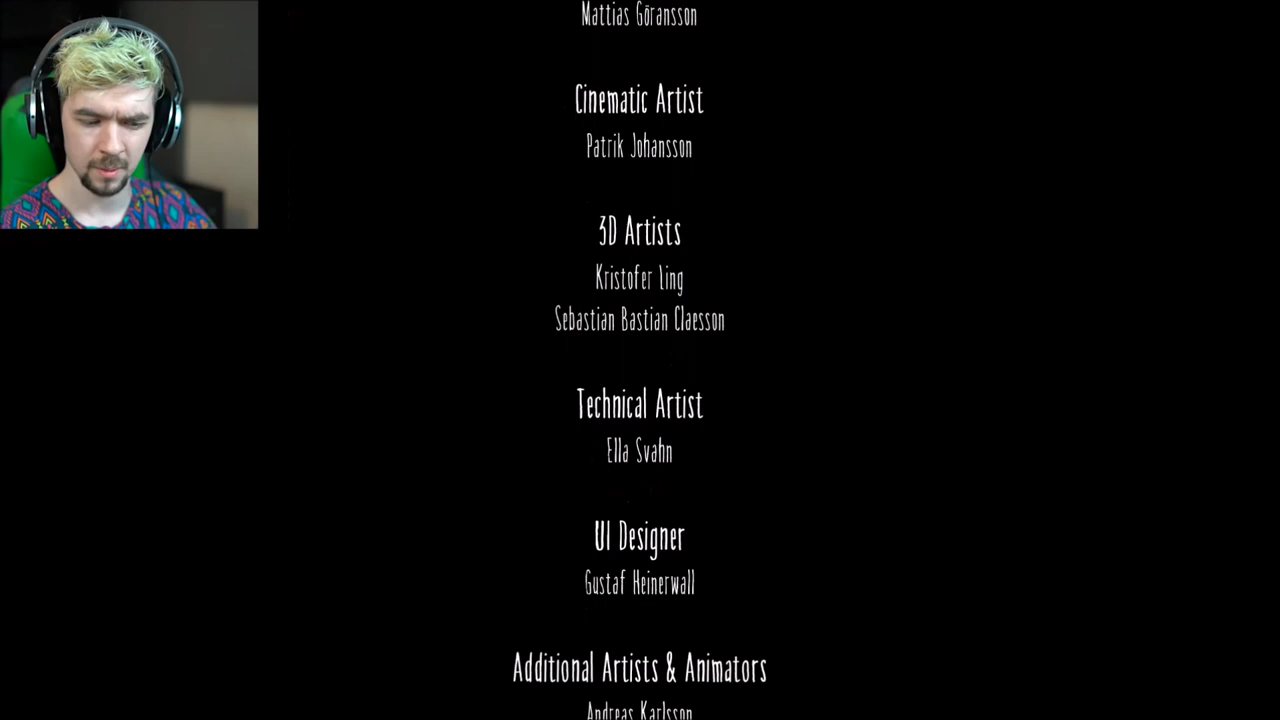 Mattias Göransson
Cinematic Artist
Patrik Johansson
3D Artists
Kristofer Ling
Sebastian Bastian Claesson
Technical Artist
Ella Svahn
UI Designer
Gustaf Heinerwall
Additional Artists & Animators
Andreas Karlsson